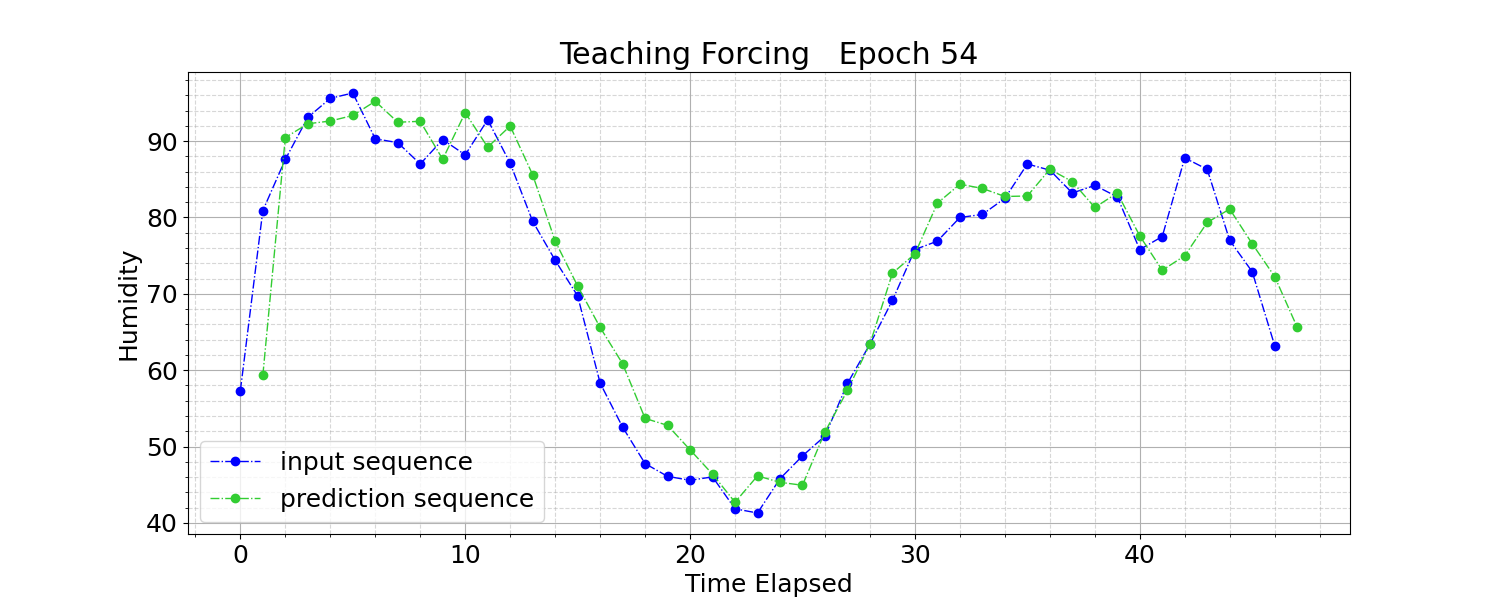 Teaching Forcing   Epoch 54
Humidity
90
80
70
60
50
40
input sequence
prediction sequence
0 10 20 30 40
Time Elapsed